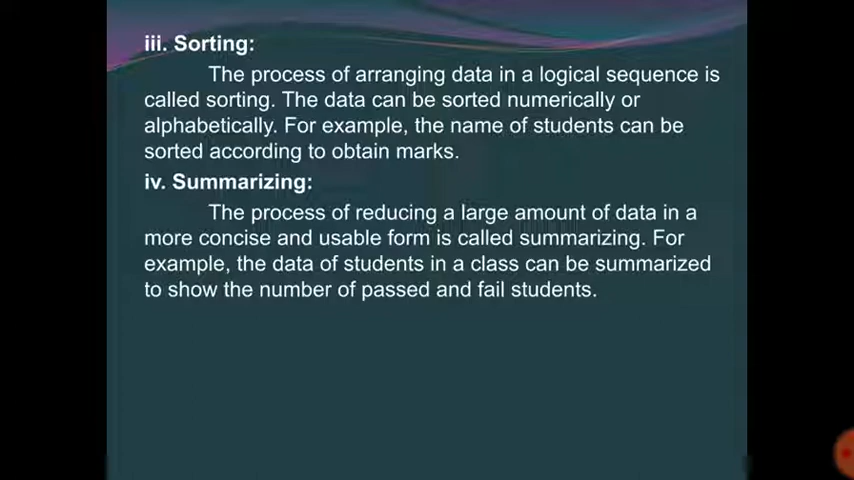 iii. Sorting:
The process of arranging data in a logical sequence is
called sorting. The data can be sorted numerically or
alphabetically. For example, the name of students can be
sorted according to obtain marks.
iv. Summarizing:
The process of reducing a large amount of data in a
more concise and usable form is called summarizing. For
example, the data of students in a class can be summarized
to show the number of passed and fail students.